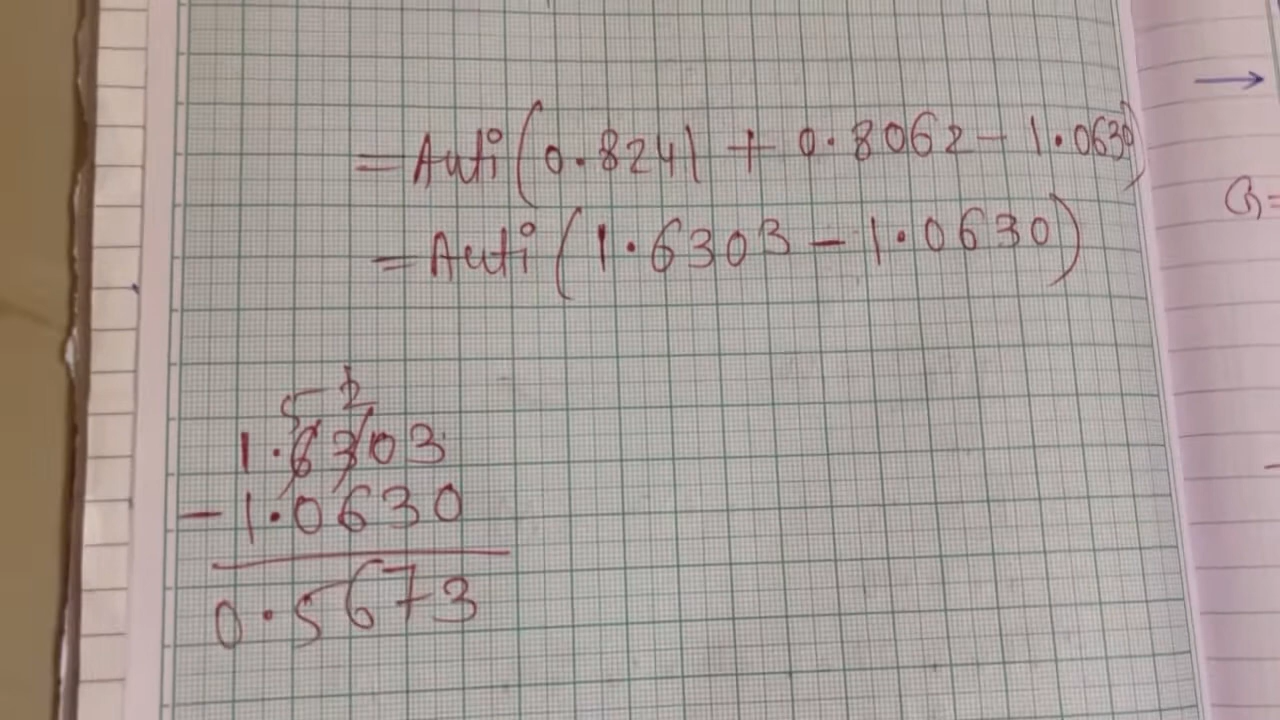 = Anti (0.8241 + 0.8062 - 1.0630)
= Anti (1.6303 - 1.0630)
5 2
1.6303
- 1.0630
0.5673